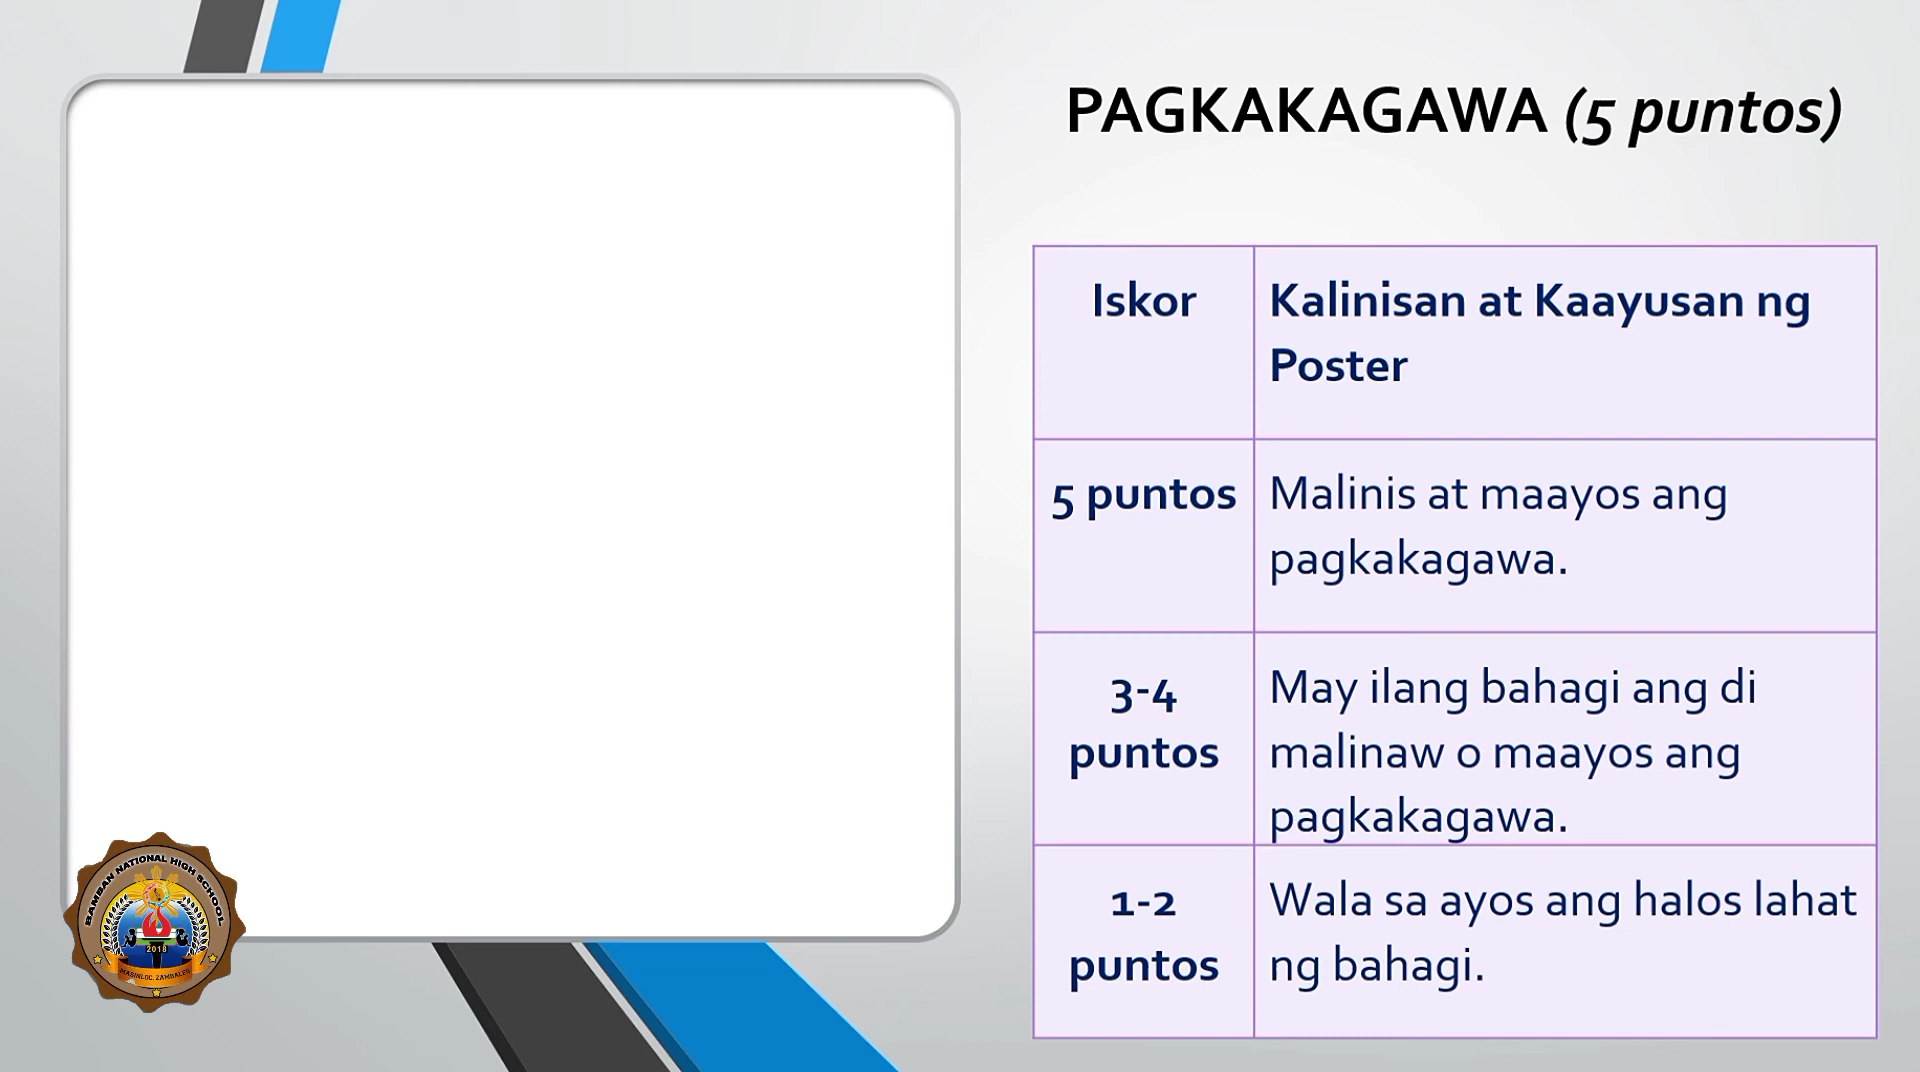 PAGKAKAGAWA (5 puntos)
Iskor
Kalinisan at Kaayusan ng
Poster
5 puntos
Malinis at maayos ang
pagkakagawa.
3-4
puntos
May ilang bahagi ang di
malinaw o maayos ang
pagkakagawa.
1-2
puntos
Wala sa ayos ang halos lahat
ng bahagi.
BAMBAN NATIONAL HIGH SCHOOL
2018
MASINLOC, ZAMBALES